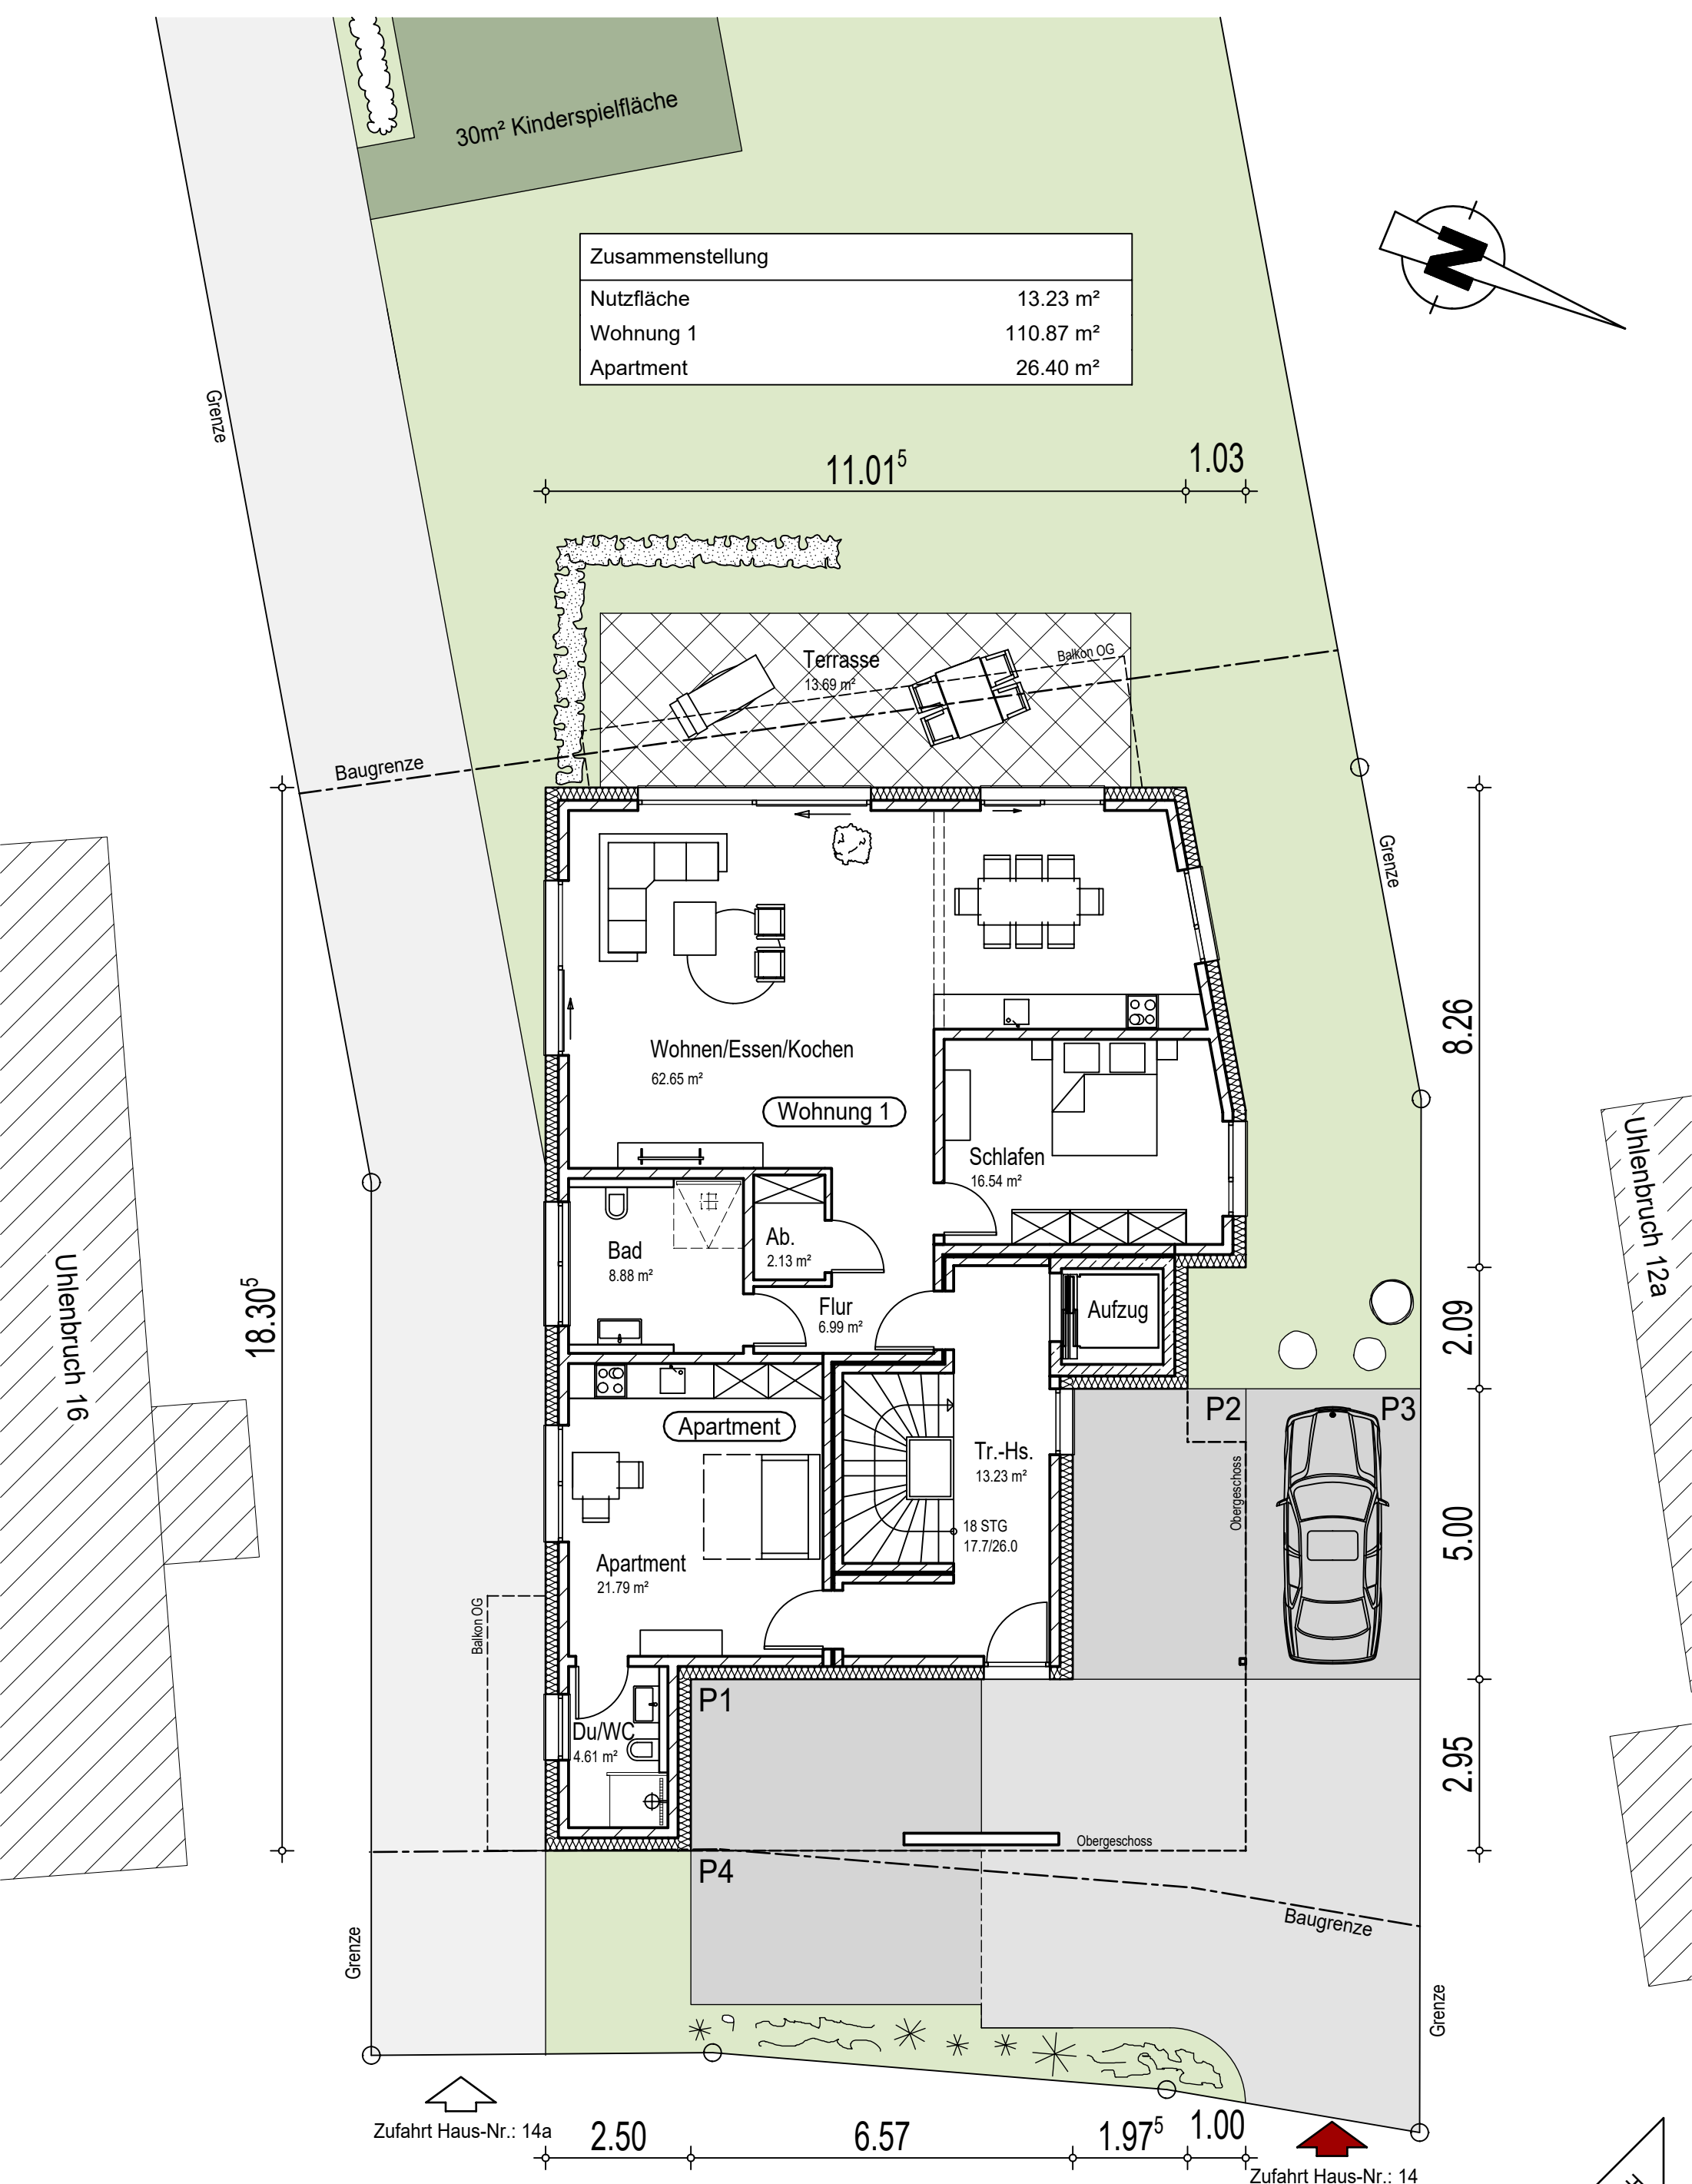 30m² Kinderspielfläche
N
Zusammenstellung
Nutzfläche 13.23 m²
Wohnung 1 110.87 m²
Apartment 26.40 m²
Grenze
11.01⁵
1.03
Terrasse
13.69 m²
Balkon OG
Baugrenze
Grenze
8.26
Wohnen/Essen/Kochen
62.65 m²
Wohnung 1
Schlafen
16.54 m²
Uhlenbruch 12a
Uhlenbruch 16
18.30⁵
Bad
8.88 m²
Ab.
2.13 m²
Flur
6.99 m²
Aufzug
2.09
P2
P3
Apartment
Tr.-Hs.
13.23 m²
Obergeschoss
18 STG
17.7/26.0
5.00
Apartment
21.79 m²
Balkon OG
P1
Du/WC
4.61 m²
2.95
Obergeschoss
P4
Baugrenze
Grenze
Grenze
Zufahrt Haus-Nr.: 14a
2.50
6.57
1.97⁵
1.00
Zufahrt Haus-Nr.: 14